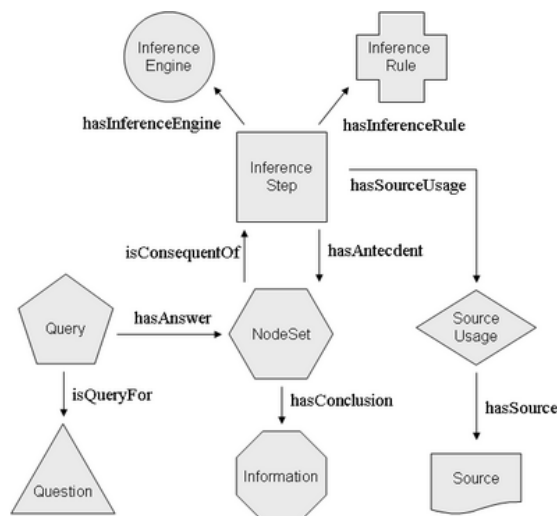 Inference
Engine
Inference
Rule
hasInferenceEngine
hasInferenceRule
Inference
Step
hasSourceUsage
isConsequentOf
hasAntecdent
Query
hasAnswer
NodeSet
Source
Usage
isQueryFor
hasConclusion
hasSource
Question
Information
Source